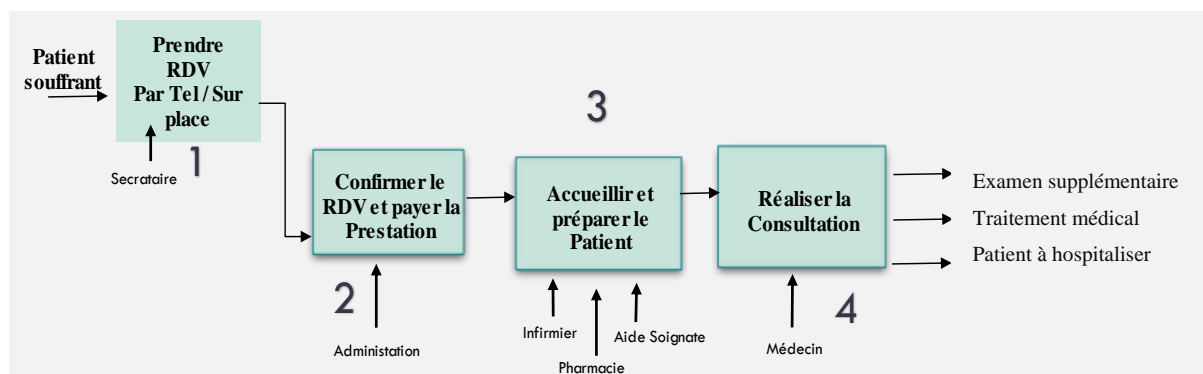 Patient
souffrant
Prendre
RDV
Par Tel / Sur
place
Secrataire
1
Confirmer le
RDV et payer la
Prestation
2
Administation
3
Accueillir et
préparer le
Patient
Infirmier
Pharmacie
Aide Soignate
Réaliser la
Consultation
4
Médecin
Examen supplémentaire
Traitement médical
Patient à hospitaliser